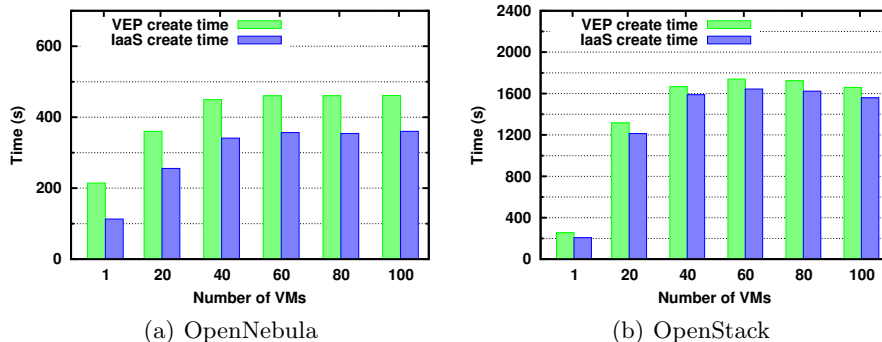 VEP create time
IaaS create time
600
400
200
0
Time (s)
1 20 40 60 80 100
Number of VMs
(a) OpenNebula
VEP create time
IaaS create time
2400
2000
1600
1200
800
400
0
Time (s)
1 20 40 60 80 100
Number of VMs
(b) OpenStack